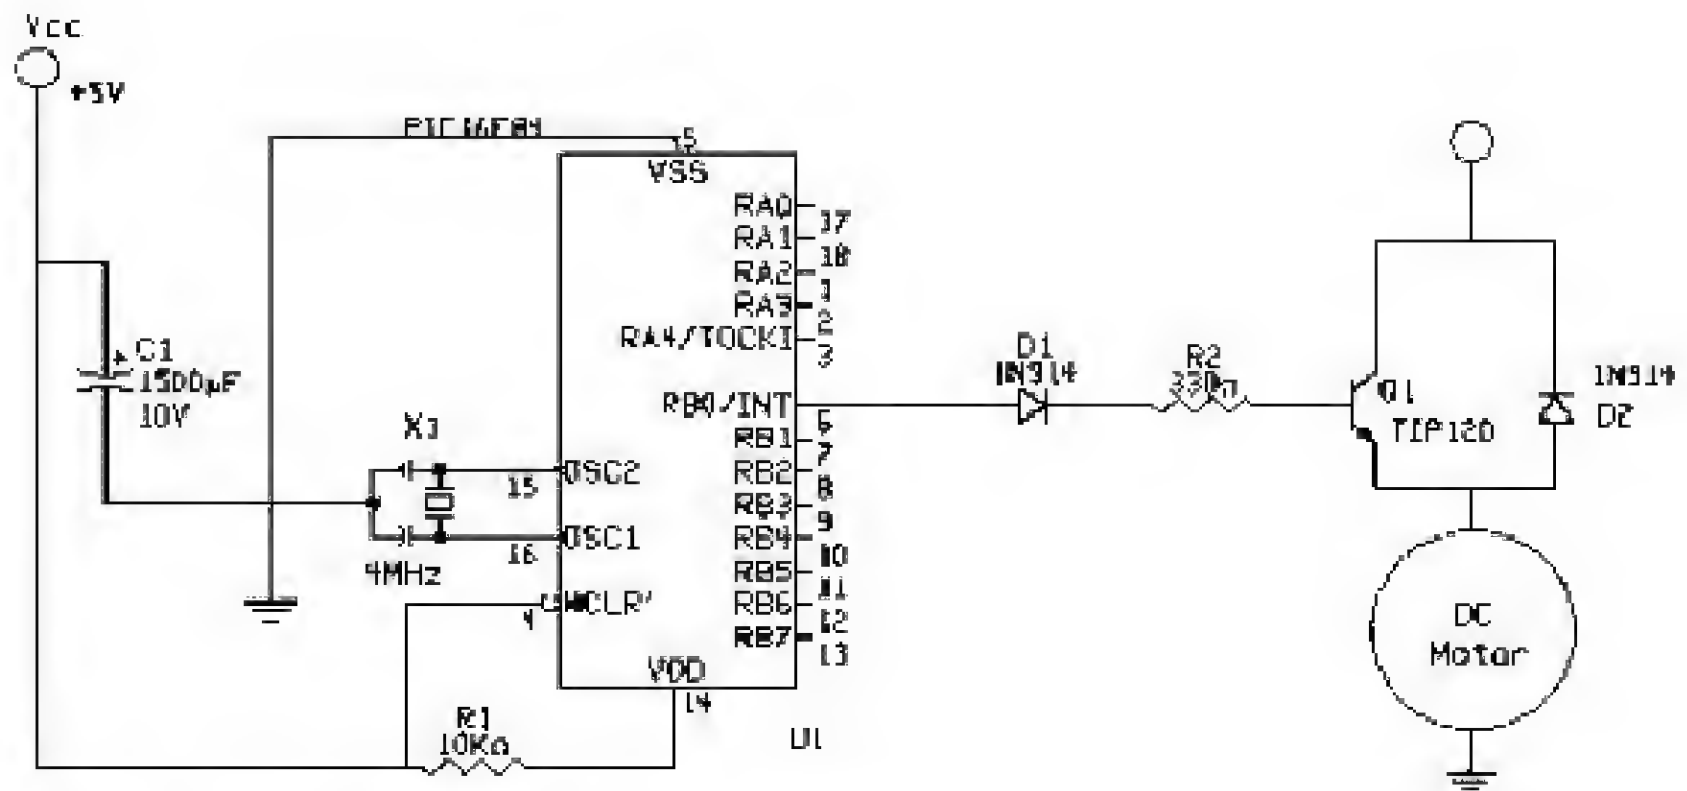 Vcc
+5V
PIC16F84
5
VSS
RA0
17
RA1
18
RA2
1
RA3
2
RA4/TOCKI
3
C1
1500µF
10V
D1
1N914
R2
330Ω
RB0/INT
6
Q1
TIP120
1N914
D2
X1
RB1
7
OSC2
15
RB2
8
RB3
9
OSC1
16
RB4
10
4MHz
RB5
11
MCLR'
4
RB6
12
RB7
13
DC
Motor
VDD
14
R1
10KΩ
U1